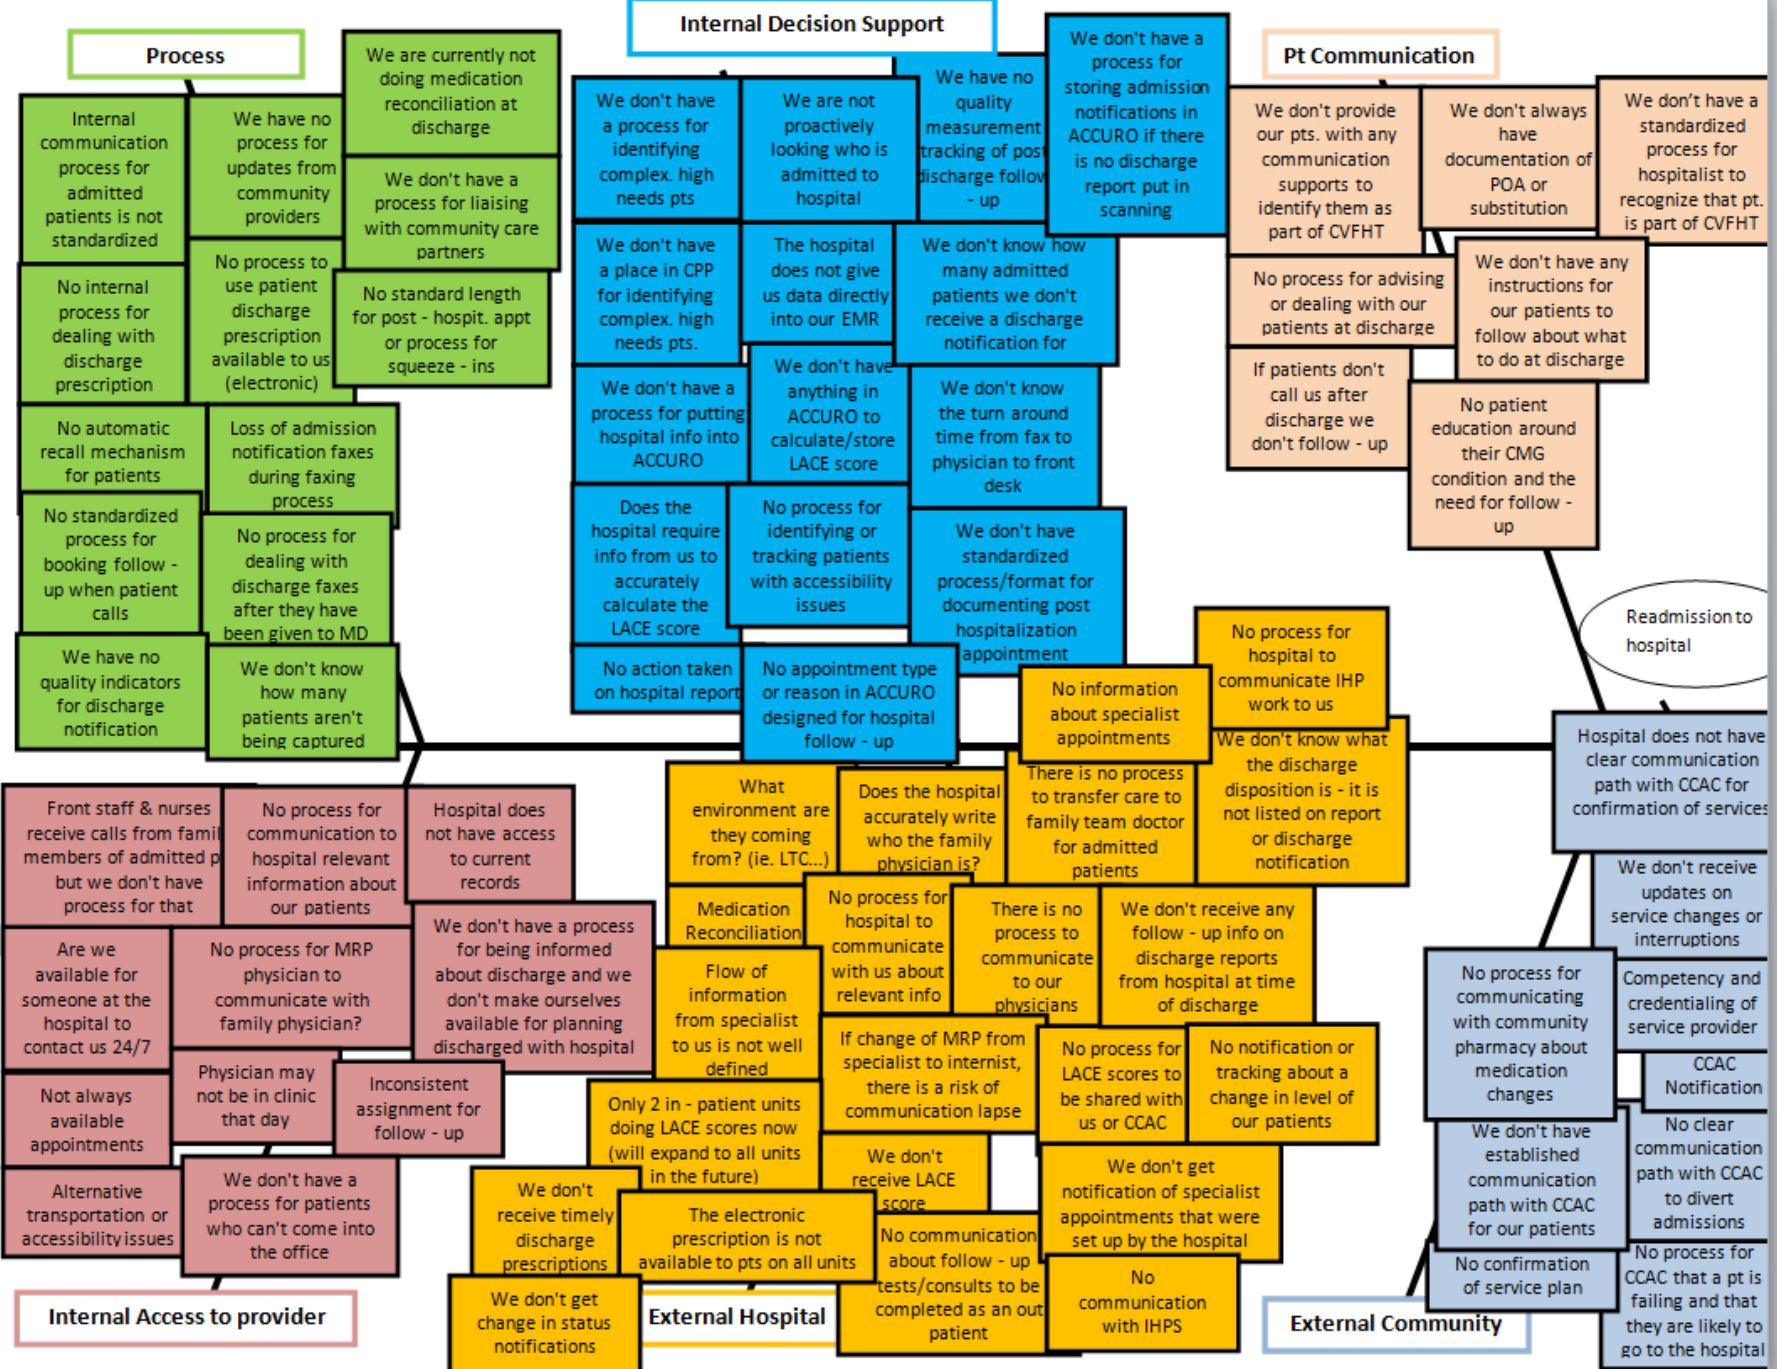 Process
We are currently not
doing medication
reconciliation at
discharge
Internal
communication
process for
admitted
patients is not
standardized
We have no
process for
updates from
community
providers
We don't have a
process for liaising
with community care
partners
No internal
process for
dealing with
discharge
prescription
No process to
use patient
discharge
prescription
available to us
(electronic)
No standard length
for post - hospit. appt
or process for
squeeze - ins
No automatic
recall mechanism
for patients
Loss of admission
notification faxes
during faxing
process
No standardized
process for
booking follow -
up when patient
calls
No process for
dealing with
discharge faxes
after they have
been given to MD
We have no
quality indicators
for discharge
notification
We don't know
how many
patients aren't
being captured
Internal Decision Support
We don't have
a process for
identifying
complex. high
needs pts
We are not
proactively
looking who is
admitted to
hospital
We have no
quality
measurement
tracking of post
discharge follow
- up
We don't have a
process for
storing admission
notifications in
ACCURO if there
is no discharge
report put in
scanning
We don't have
a place in CPP
for identifying
complex. high
needs pts.
The hospital
does not give
us data directly
into our EMR
We don't know how
many admitted
patients we don't
receive a discharge
notification for
We don't have a
process for putting
hospital info into
ACCURO
We don't have
anything in
ACCURO to
calculate/store
LACE score
We don't know
the turn around
time from fax to
physician to front
desk
Does the
hospital require
info from us to
accurately
calculate the
LACE score
No process for
identifying or
tracking patients
with accessibility
issues
We don't have
standardized
process/format for
documenting post
hospitalization
appointment
No action taken
on hospital report
No appointment type
or reason in ACCURO
designed for hospital
follow - up
Pt Communication
We don't provide
our pts. with any
communication
supports to
identify them as
part of CVFHT
We don't always
have
documentation of
POA or
substitution
We don’t have a
standardized
process for
hospitalist to
recognize that pt.
is part of CVFHT
No process for advising
or dealing with our
patients at discharge
We don't have any
instructions for
our patients to
follow about what
to do at discharge
If patients don't
call us after
discharge we
don't follow - up
No patient
education around
their CMG
condition and the
need for follow -
up
Readmission to
hospital
Front staff & nurses
receive calls from famil
members of admitted p
but we don't have
process for that
No process for
communication to
hospital relevant
information about
our patients
Hospital does
not have access
to current
records
Are we
available for
someone at the
hospital to
contact us 24/7
No process for MRP
physician to
communicate with
family physician?
We don't have a process
for being informed
about discharge and we
don't make ourselves
available for planning
discharged with hospital
Not always
available
appointments
Physician may
not be in clinic
that day
Inconsistent
assignment for
follow - up
Alternative
transportation or
accessibility issues
We don't have a
process for patients
who can't come into
the office
Internal Access to provider
No process for
hospital to
communicate IHP
work to us
No information
about specialist
appointments
What
environment are
they coming
from? (ie. LTC...)
Does the hospital
accurately write
who the family
physician is?
There is no process
to transfer care to
family team doctor
for admitted
patients
We don't know what
the discharge
disposition is - it is
not listed on report
or discharge
notification
Medication
Reconciliation
No process for
hospital to
communicate
with us about
relevant info
There is no
process to
communicate
to our
physicians
We don't receive any
follow - up info on
discharge reports
from hospital at time
of discharge
Flow of
information
from specialist
to us is not well
defined
If change of MRP from
specialist to internist,
there is a risk of
communication lapse
No process for
LACE scores to
be shared with
us or CCAC
No notification or
tracking about a
change in level of
our patients
Only 2 in - patient units
doing LACE scores now
(will expand to all units
in the future)
We don't
receive LACE
score
We don't get
notification of specialist
appointments that were
set up by the hospital
We don't
receive timely
discharge
prescriptions
The electronic
prescription is not
available to pts on all units
No communication
about follow - up
tests/consults to be
completed as an out
patient
No
communication
with IHPS
We don't get
change in status
notifications
External Hospital
Hospital does not have
clear communication
path with CCAC for
confirmation of services
We don't receive
updates on
service changes or
interruptions
No process for
communicating
with community
pharmacy about
medication
changes
Competency and
credentialing of
service provider
CCAC
Notification
We don't have
established
communication
path with CCAC
for our patients
No clear
communication
path with CCAC
to divert
admissions
No confirmation
of service plan
No process for
CCAC that a pt is
failing and that
they are likely to
go to the hospital
External Community